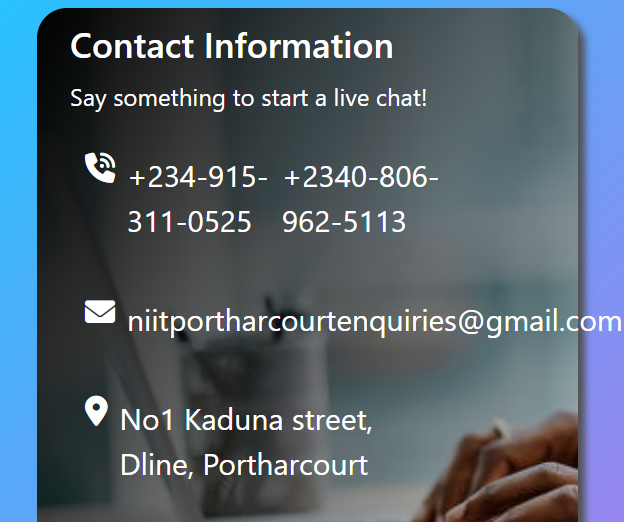 Contact Information
Say something to start a live chat!
+234-915- +2340-806-
311-0525 962-5113
niitportharcourtenquiries@gmail.com
No1 Kaduna street,
Dline, Portharcourt